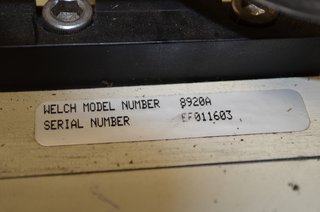 WELCH MODEL NUMBER 8920A
SERIAL NUMBER EF011603